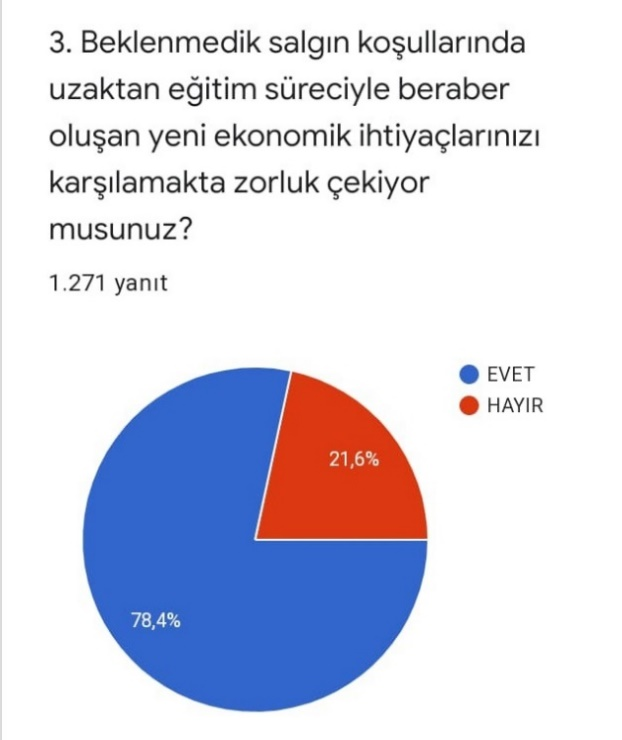 3. Beklenmedik salgın koşullarında
uzaktan eğitim süreciyle beraber
oluşan yeni ekonomik ihtiyaçlarınızı
karşılamakta zorluk çekiyor
musunuz?
1.271 yanıt
EVET
HAYIR
21,6%
78,4%